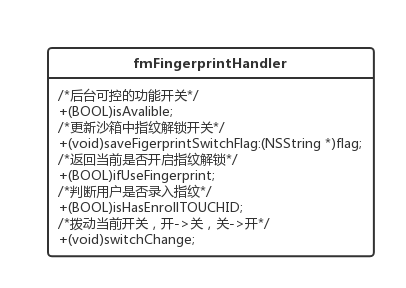 fmFingerprintHandler
/*后台可控的功能开关*/
+(BOOL)isAvalible;
/*更新沙箱中指纹解锁开关*/
+(void)saveFigerprintSwitchFlag:(NSString *)flag;
/*返回当前是否开启指纹解锁*/
+(BOOL)ifUseFingerprint;
/*判断用户是否录入指纹*/
+(BOOL)isHasEnrollTOUCHID;
/*拨动当前开关，开->关，关->开*/
+(void)switchChange;